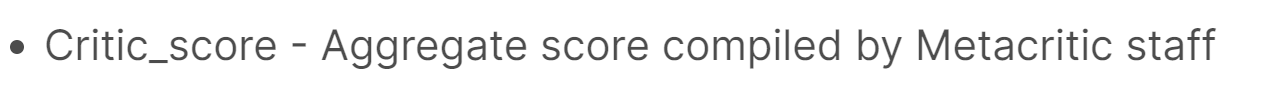 • Critic_score - Aggregate score compiled by Metacritic staff